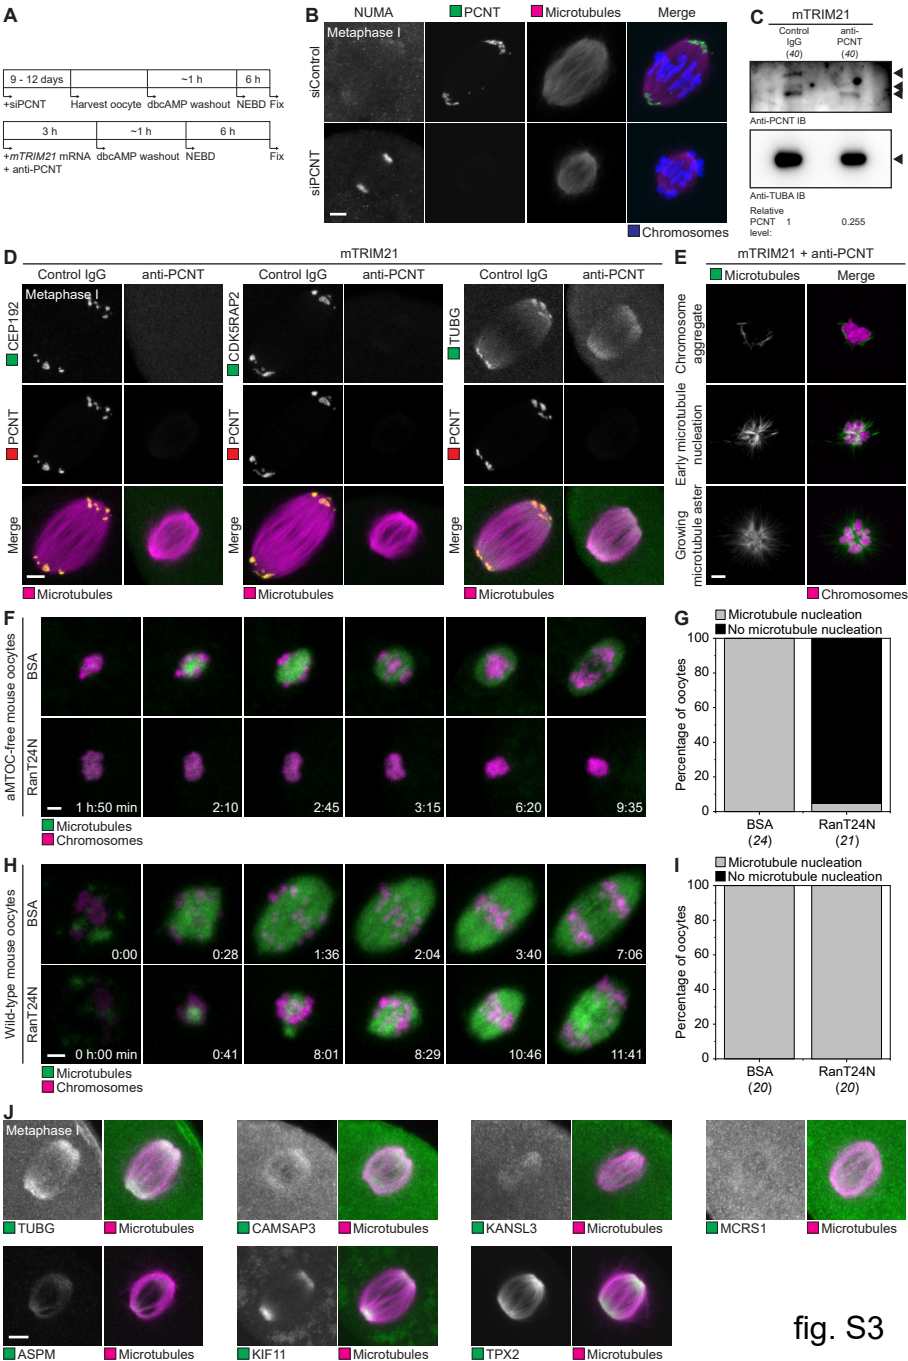 A
9 - 12 days
~1 h
6 h
+siPCNT
Harvest oocyte
dbcAMP washout
NEBD
Fix
3 h
~1 h
6 h
+mTRIM21 mRNA
+ anti-PCNT
dbcAMP washout
NEBD
Fix
B
NUMA
PCNT
Microtubules
Merge
Metaphase I
siControl
siPCNT
Chromosomes
C
mTRIM21
Control
IgG
(40)
anti-
PCNT
(40)
Anti-PCNT IB
Anti-TUBA IB
Relative
PCNT
level:
1
0.255
D
mTRIM21
Control IgG
anti-PCNT
Control IgG
anti-PCNT
Control IgG
anti-PCNT
Metaphase I
CEP192
CDK5RAP2
TUBG
PCNT
PCNT
PCNT
Merge
Merge
Merge
Microtubules
Microtubules
Microtubules
E
mTRIM21 + anti-PCNT
Microtubules
Merge
Chromosome
aggregate
Early microtubule
nucleation
Growing
microtubule aster
Chromosomes
F
aMTOC-free mouse oocytes
BSA
RanT24N
1 h:50 min
2:10
2:45
3:15
6:20
9:35
Microtubules
Chromosomes
G
Microtubule nucleation
No microtubule nucleation
Percentage of oocytes
100
80
60
40
20
0
BSA
(24)
RanT24N
(21)
H
Wild-type mouse oocytes
BSA
0:00
0:28
1:36
2:04
3:40
7:06
RanT24N
0 h:00 min
0:41
8:01
8:29
10:46
11:41
Microtubules
Chromosomes
I
Microtubule nucleation
No microtubule nucleation
Percentage of oocytes
100
80
60
40
20
0
BSA
(20)
RanT24N
(20)
J
Metaphase I
TUBG
Microtubules
CAMSAP3
Microtubules
KANSL3
Microtubules
MCRS1
Microtubules
ASPM
Microtubules
KIF11
Microtubules
TPX2
Microtubules
fig. S3